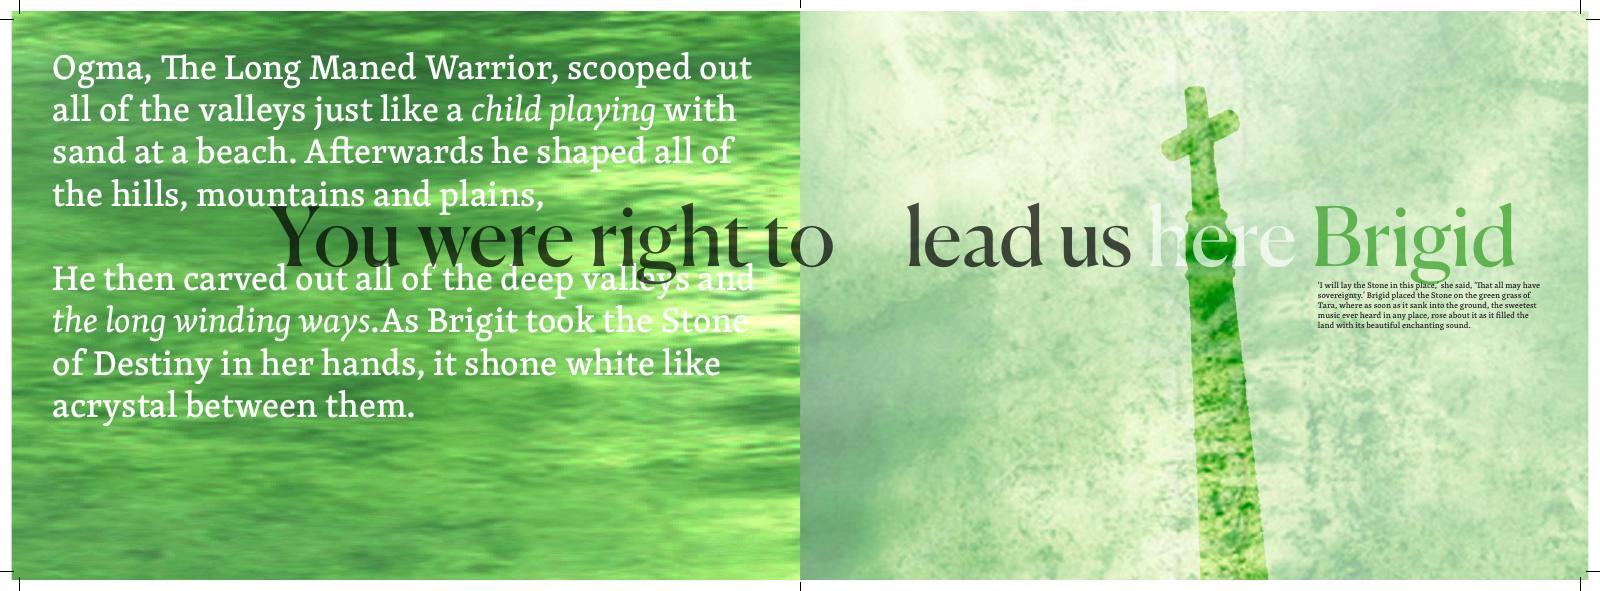 Ogma, The Long Maned Warrior, scooped out
all of the valleys just like a child playing with
sand at a beach. Afterwards he shaped all of
the hills, mountains and plains,
You were right to lead us here Brigid
He then carved out all of the deep valleys and
the long winding ways.As Brigit took the Stone
of Destiny in her hands, it shone white like
acrystal between them.
'I will lay the Stone in this place,' she said, 'That all may have
sovereignty.' Brigid placed the Stone on the green grass of
Tara, where as soon as it sank into the ground, the sweetest
music ever heard in any place, rose about it as it filled the
land with its beautiful enchanting sound.